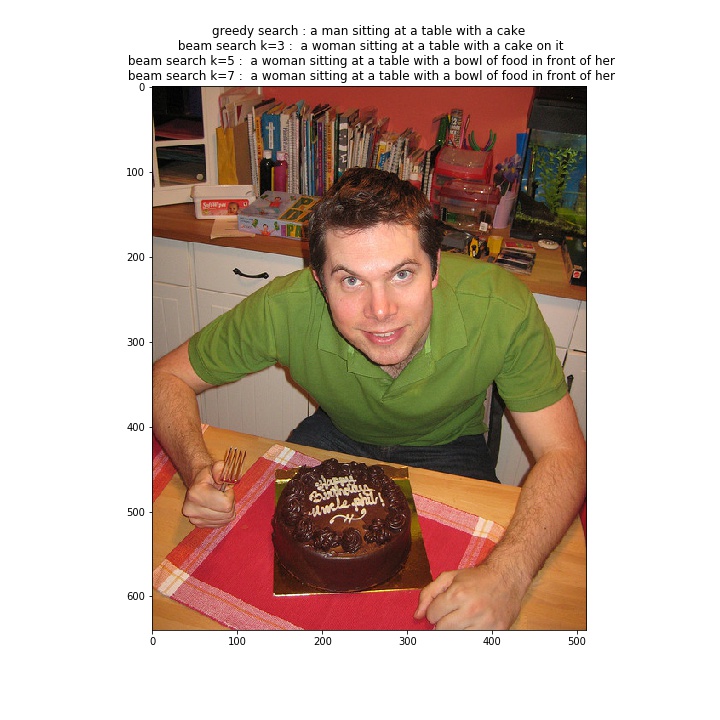 greedy search : a man sitting at a table with a cake
beam search k=3 :  a woman sitting at a table with a cake on it
beam search k=5 :  a woman sitting at a table with a bowl of food in front of her
beam search k=7 :  a woman sitting at a table with a bowl of food in front of her
0
100
200
300
400
500
600
0
100
200
300
400
500
Happy
Birthday
Uncle Phil!